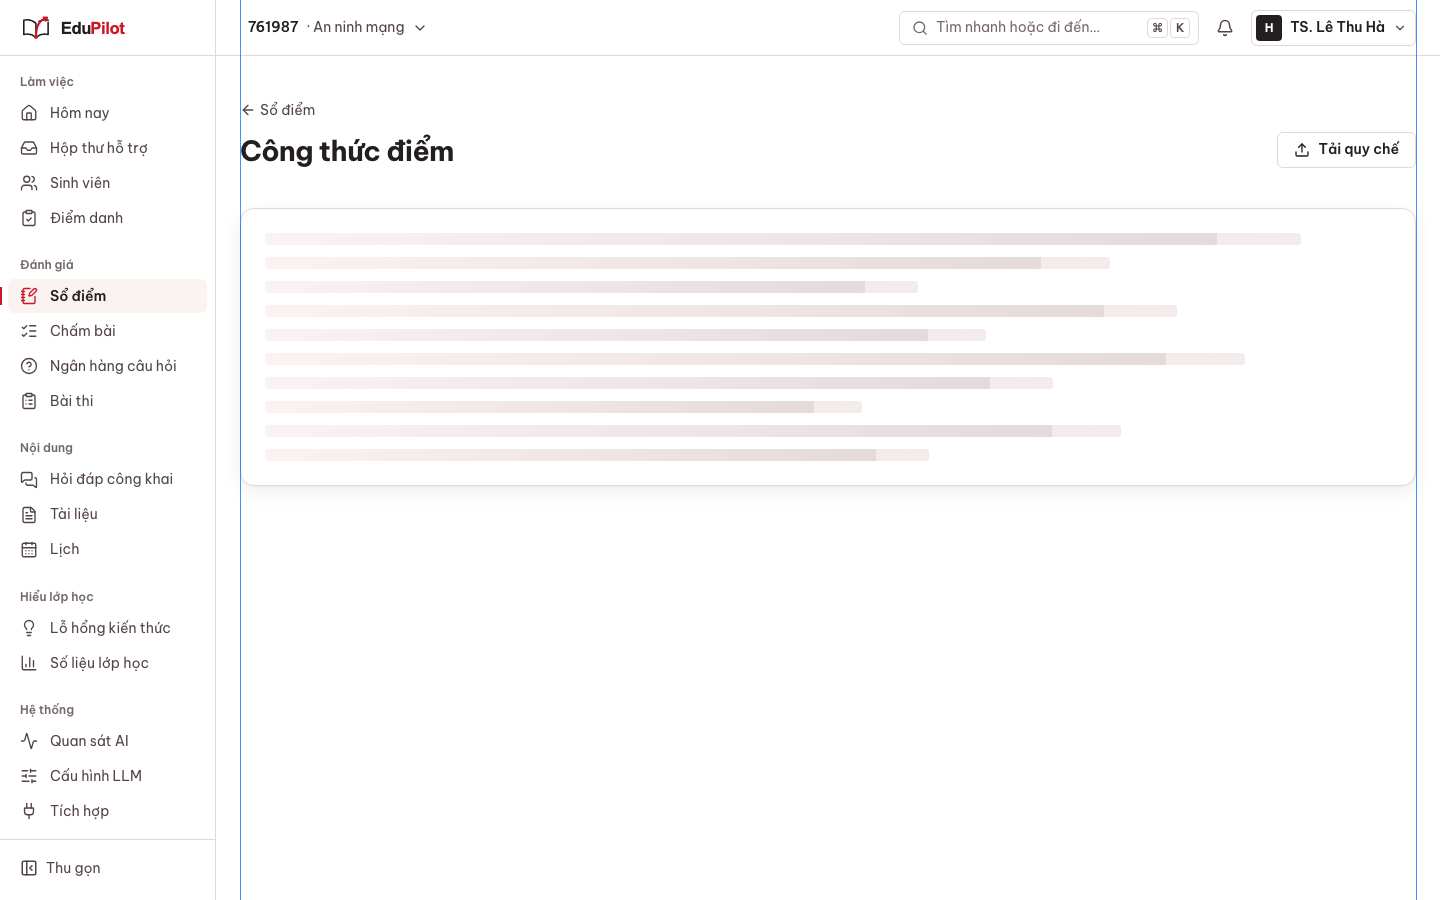 EduPilot
761987 · An ninh mạng
Tìm nhanh hoặc đi đến...
⌘ K
H TS. Lê Thu Hà
Làm việc
Hôm nay
Hộp thư hỗ trợ
Sinh viên
Điểm danh
Đánh giá
Sổ điểm
Chấm bài
Ngân hàng câu hỏi
Bài thi
Nội dung
Hỏi đáp công khai
Tài liệu
Lịch
Hiểu lớp học
Lỗ hổng kiến thức
Số liệu lớp học
Hệ thống
Quan sát AI
Cấu hình LLM
Tích hợp
Thu gọn
← Sổ điểm
Công thức điểm
Tải quy chế